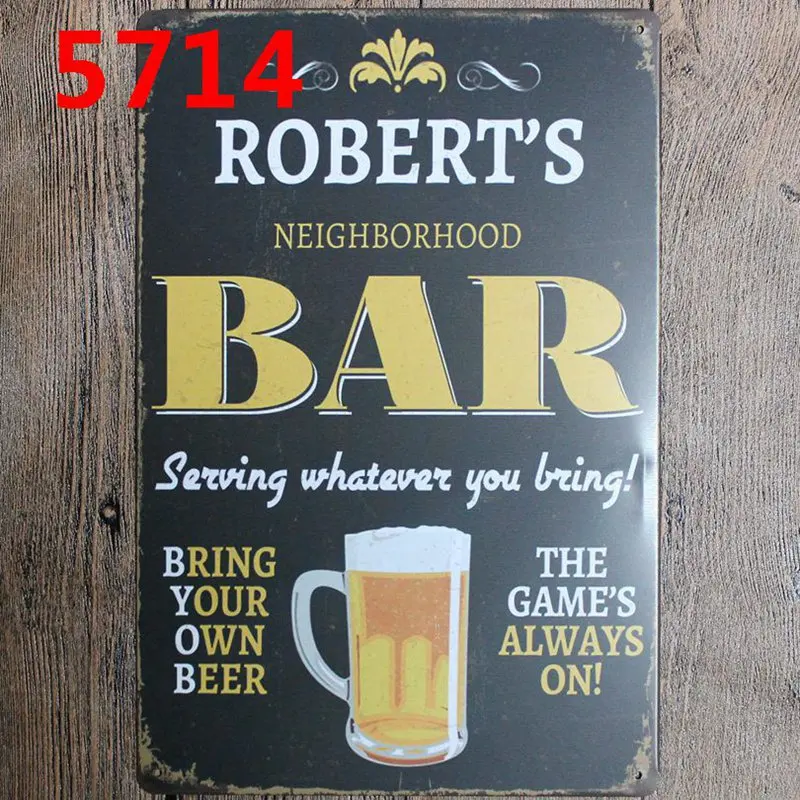 5714
ROBERT'S
NEIGHBORHOOD
BAR
Serving whatever you bring!
BRING
YOUR
OWN
BEER
THE
GAME'S
ALWAYS
ON!